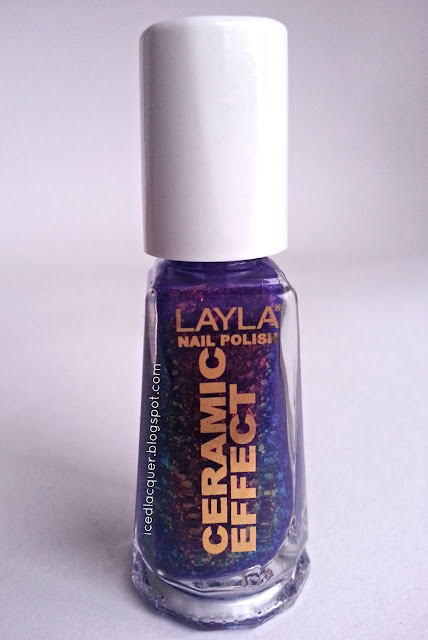 LAYLA®
NAIL POLISH
CERAMIC
EFFECT
icedlacquer.blogspot.com